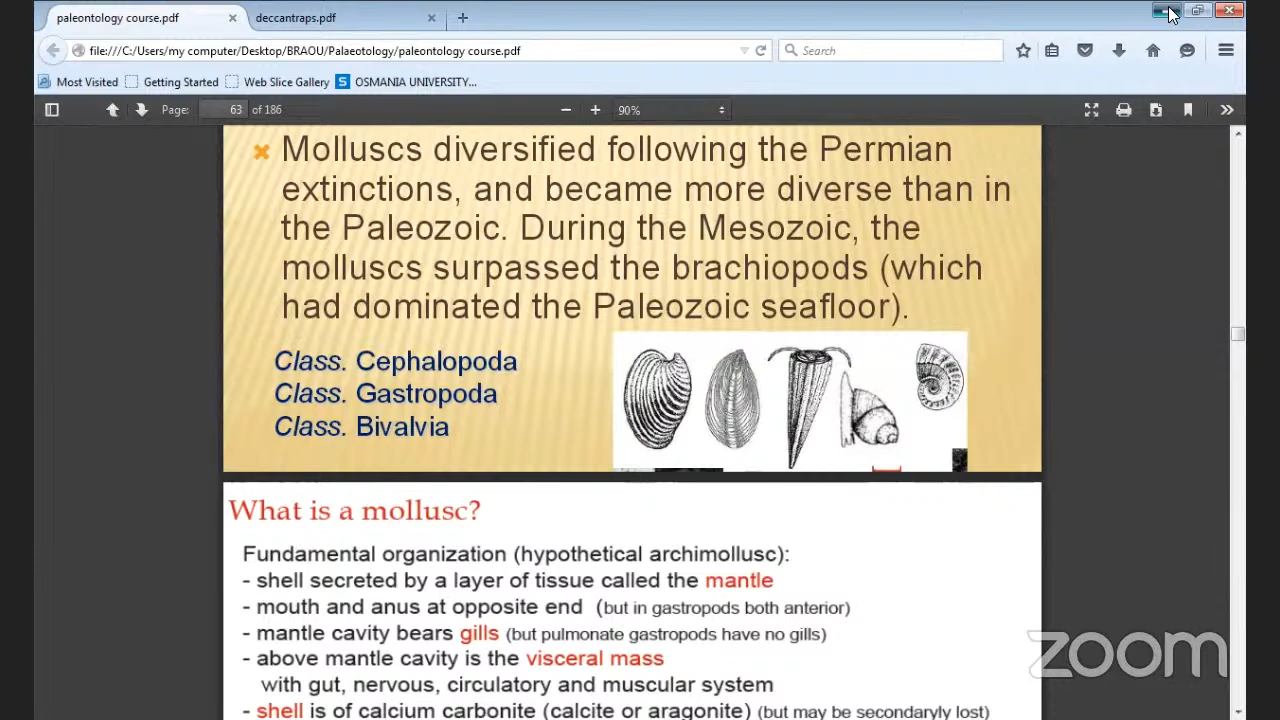 paleontology course.pdf
deccantraps.pdf
file:///C:/Users/my computer/Desktop/BRAOU/Palaeotology/paleontology course.pdf
Search
Most Visited
Getting Started
Web Slice Gallery
S OSMANIA UNIVERSITY...
Page: 63 of 186
90%
Molluscs diversified following the Permian
extinctions, and became more diverse than in
the Paleozoic. During the Mesozoic, the
molluscs surpassed the brachiopods (which
had dominated the Paleozoic seafloor).
Class. Cephalopoda
Class. Gastropoda
Class. Bivalvia
What is a mollusc?
Fundamental organization (hypothetical archimollusc):
- shell secreted by a layer of tissue called the mantle
- mouth and anus at opposite end (but in gastropods both anterior)
- mantle cavity bears gills (but pulmonate gastropods have no gills)
- above mantle cavity is the visceral mass
with gut, nervous, circulatory and muscular system
- shell is of calcium carbonate (calcite or aragonite) (but may be secondaryly lost)
zoom